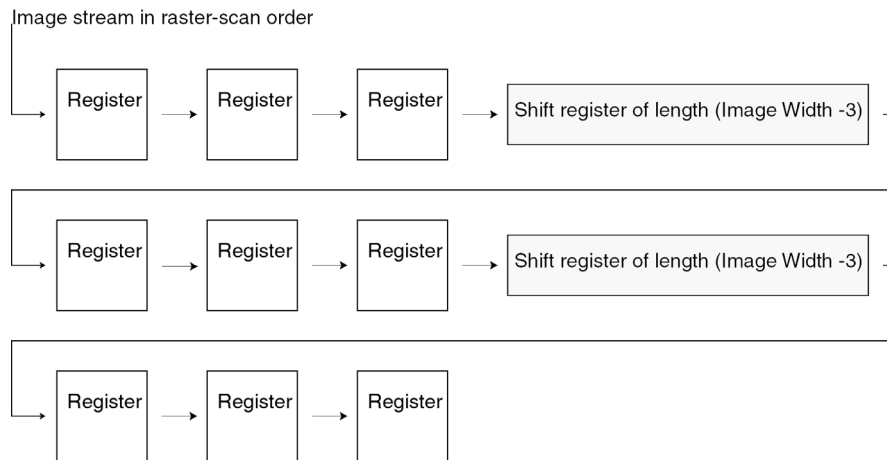 Image stream in raster-scan order
Register Register Register Shift register of length (Image Width -3)
Register Register Register Shift register of length (Image Width -3)
Register Register Register